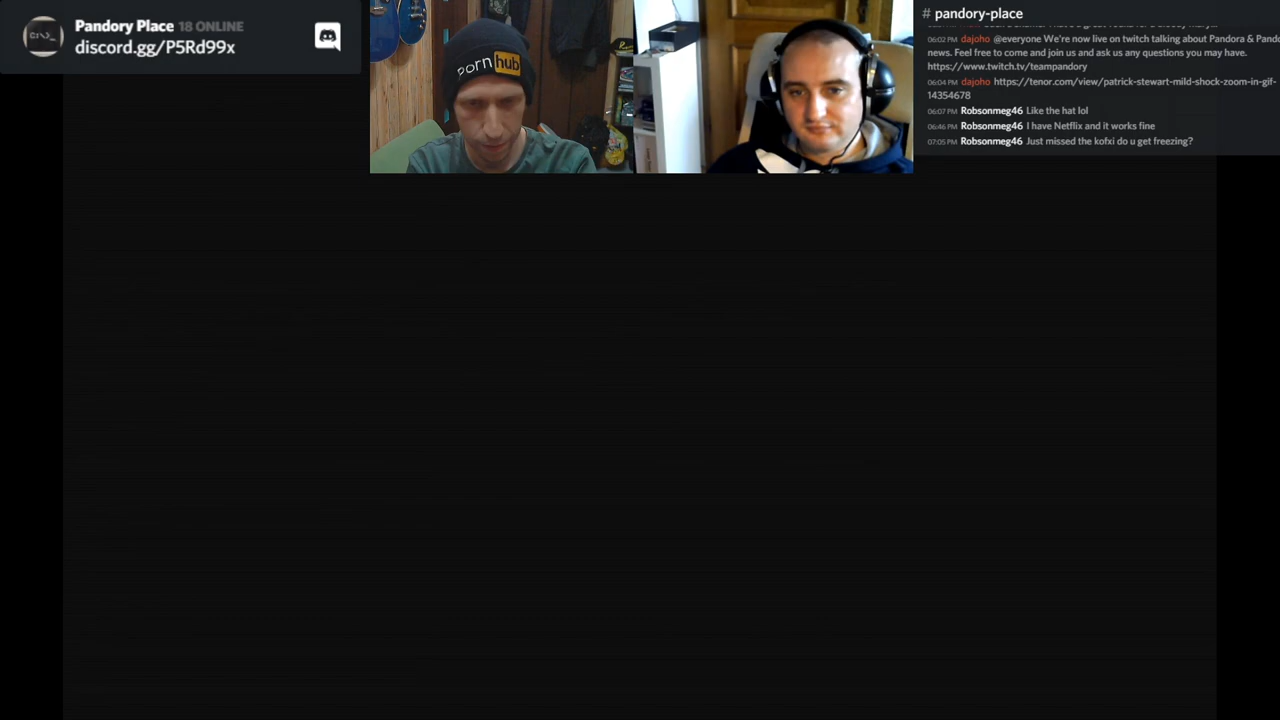 Pandory Place 18 ONLINE
discord.gg/P5Rd99x
Porn hub
# pandory-place
06:02 PM dajoho @everyone We're now live on twitch talking about Pandora & Pando
news. Feel free to come and join us and ask us any questions you may have.
https://www.twitch.tv/teampandory
06:04 PM dajoho https://tenor.com/view/patrick-stewart-mild-shock-zoom-in-gif-
14354678
06:07 PM Robsonmeg46 Like the hat lol
06:46 PM Robsonmeg46 I have Netflix and it works fine
07:05 PM Robsonmeg46 Just missed the kofxi do u get freezing?